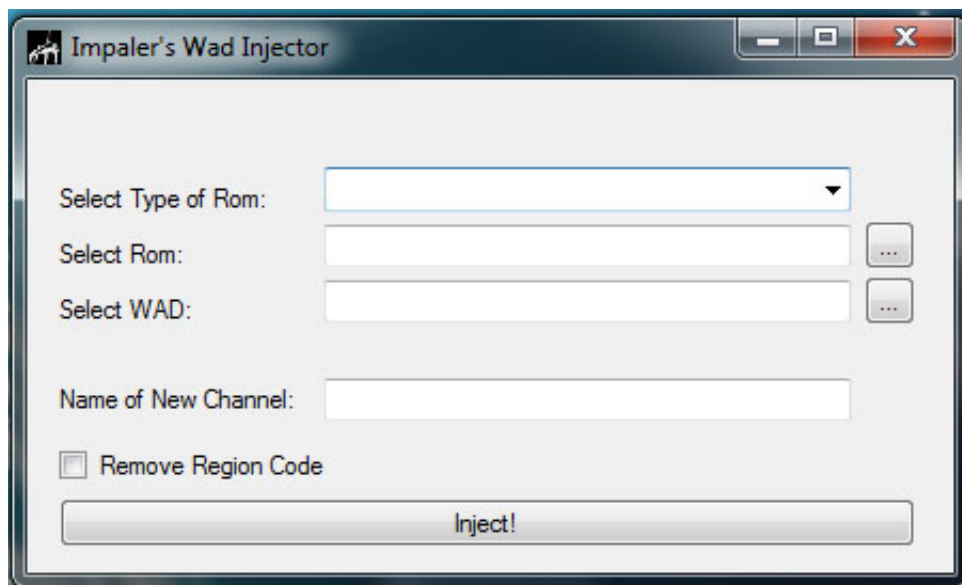 Impaler's Wad Injector
Select Type of Rom:
Select Rom:
...
Select WAD:
...
Name of New Channel:
Remove Region Code
Inject!